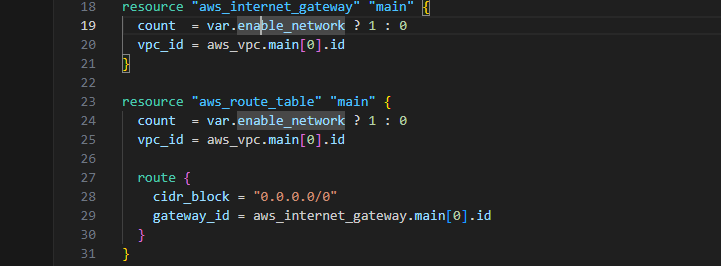 18 resource "aws_internet_gateway" "main" {
19   count  = var.enable_network ? 1 : 0
20   vpc_id = aws_vpc.main[0].id
21 }
22
23 resource "aws_route_table" "main" {
24   count  = var.enable_network ? 1 : 0
25   vpc_id = aws_vpc.main[0].id
26
27   route {
28     cidr_block = "0.0.0.0/0"
29     gateway_id = aws_internet_gateway.main[0].id
30   }
31 }